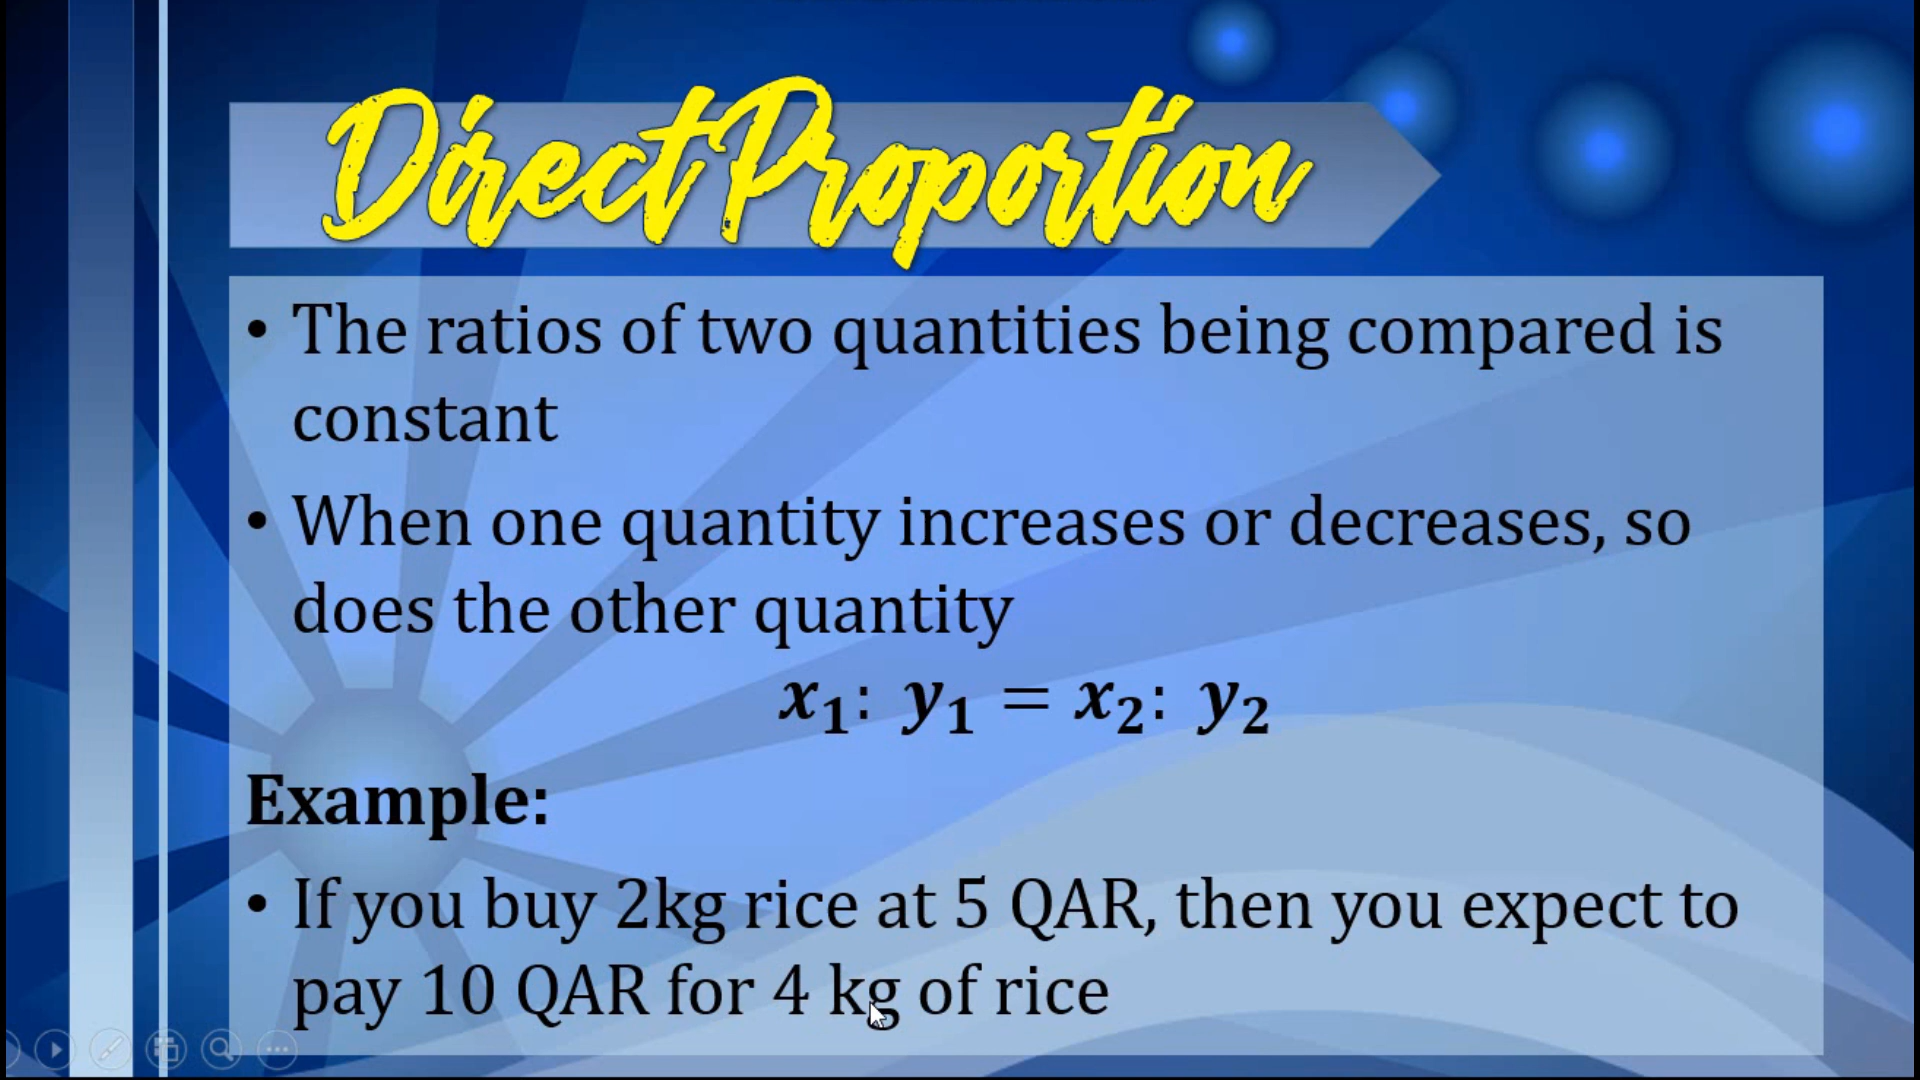 Direct Proportion
• The ratios of two quantities being compared is
constant
• When one quantity increases or decreases, so
does the other quantity
x₁: y₁ = x₂: y₂
Example:
• If you buy 2kg rice at 5 QAR, then you expect to
pay 10 QAR for 4 kg of rice